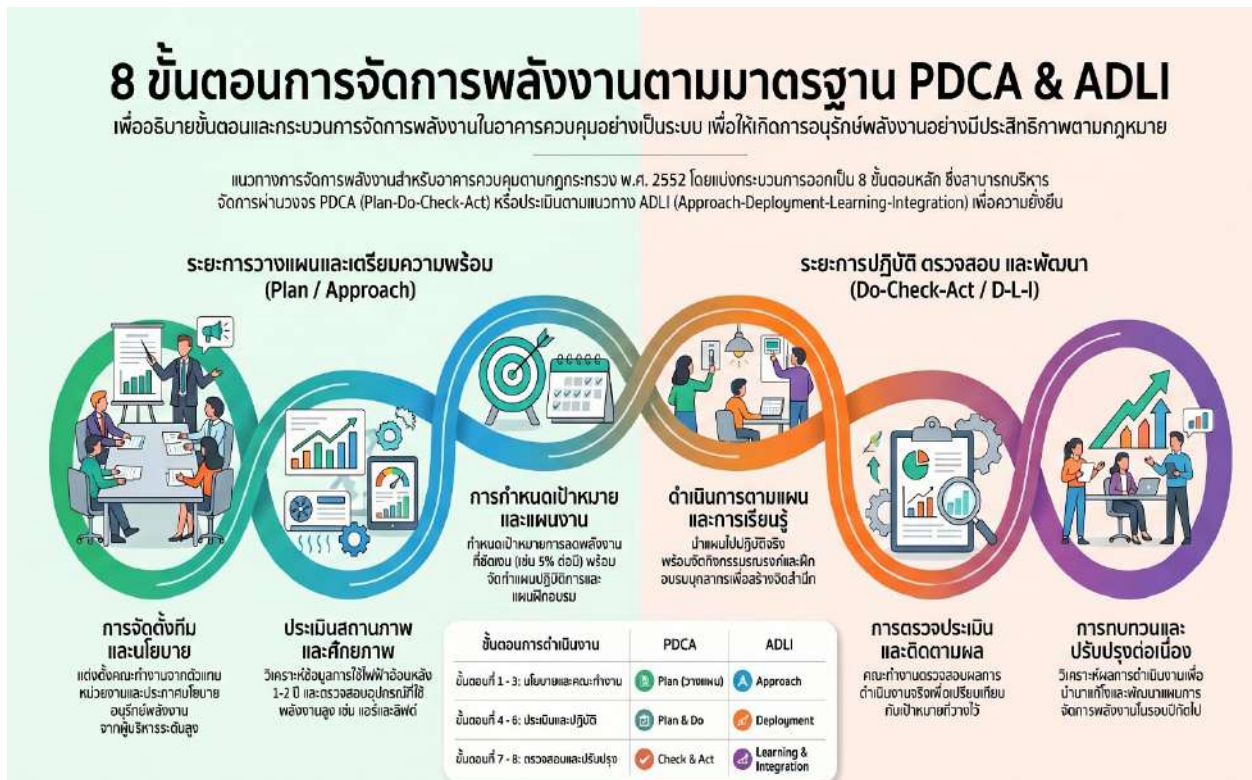 8 ขั้นตอนการจัดการพลังงานตามมาตรฐาน PDCA & ADLI
เพื่ออธิบายขั้นตอนและกระบวนการจัดการพลังงานในอาคารควบคุมอย่างเป็นระบบ เพื่อให้เกิดการอนุรักษ์พลังงานอย่างมีประสิทธิภาพตามกฎหมาย
แนวทางการจัดการพลังงานสำหรับอาคารควบคุมตามกฎกระทรวง พ.ศ. 2552 โดยแบ่งกระบวนการออกเป็น 8 ขั้นตอนหลัก ซึ่งสามารถบริหาร
จัดการผ่านวงจร PDCA (Plan-Do-Check-Act) หรือประเมินตามแนวทาง ADLI (Approach-Deployment-Learning-Integration) เพื่อความยั่งยืน
ระยะการวางแผนและเตรียมความพร้อม
(Plan / Approach)
ระยะการปฏิบัติ ตรวจสอบ และพัฒนา
(Do-Check-Act / D-L-I)
การจัดตั้งทีม
และนโยบาย
แต่งตั้งคณะทำงานจากตัวแทน
หน่วยงานและประกาศนโยบาย
อนุรักษ์พลังงาน
จากผู้บริหารระดับสูง
ประเมินสถานภาพ
และศักยภาพ
วิเคราะห์ข้อมูลการใช้ไฟฟ้าย้อนหลัง
1-2 ปี และตรวจสอบอุปกรณ์ที่ใช้
พลังงานสูง เช่น แอร์และลิฟต์
การกำหนดเป้าหมาย
และแผนงาน
กำหนดเป้าหมายการลดพลังงาน
ที่ชัดเจน (เช่น 5% ต่อปี) พร้อม
จัดทำแผนปฏิบัติการและ
แผนฝึกอบรม
ดำเนินการตามแผน
และการเรียนรู้
นำแผนไปปฏิบัติจริง
พร้อมจัดกิจกรรมรณรงค์และฝึก
อบรมบุคลากรเพื่อสร้างจิตสำนึก
การตรวจประเมิน
และติดตามผล
คณะทำงานตรวจสอบผลการ
ดำเนินงานจริงเพื่อเปรียบเทียบ
กับเป้าหมายที่วางไว้
การทบทวนและ
ปรับปรุงต่อเนื่อง
วิเคราะห์ผลการดำเนินงานเพื่อ
นำมาแก้ไขและพัฒนาแผนการ
จัดการพลังงานในรอบปีถัดไป
ขั้นตอนการดำเนินงาน PDCA ADLI
ขั้นตอนที่ 1 - 3: นโยบายและคณะทำงาน Plan (วางแผน) Approach
ขั้นตอนที่ 4 - 6: ประเมินและปฏิบัติ Plan & Do Deployment
ขั้นตอนที่ 7 - 8: ตรวจสอบและปรับปรุง Check & Act Learning & Integration